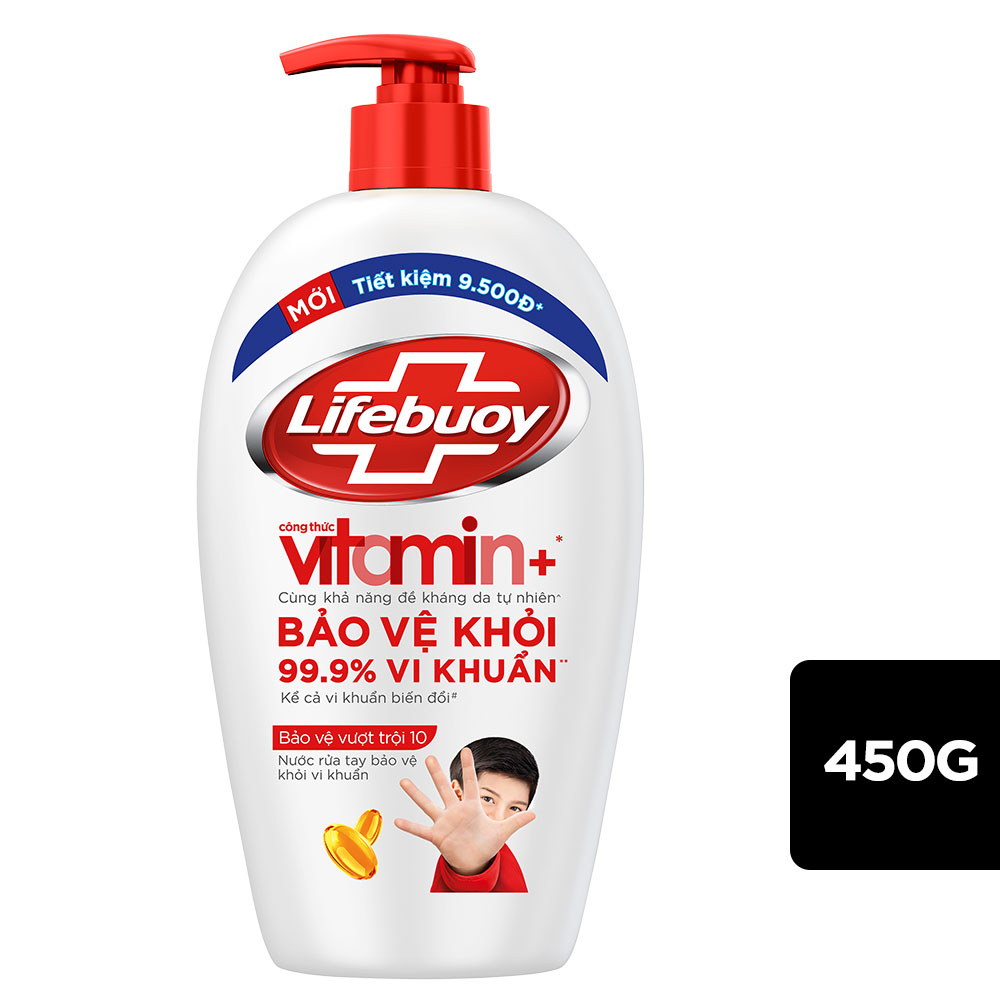 MỚI Tiết kiệm 9.500Đ+
Lifebuoy
công thức
vitamin+*
Cùng khả năng đề kháng da tự nhiên^
BẢO VỆ KHỎI
99.9% VI KHUẨN**
Kể cả vi khuẩn biến đổi#
Bảo vệ vượt trội 10
Nước rửa tay bảo vệ
khỏi vi khuẩn
450G